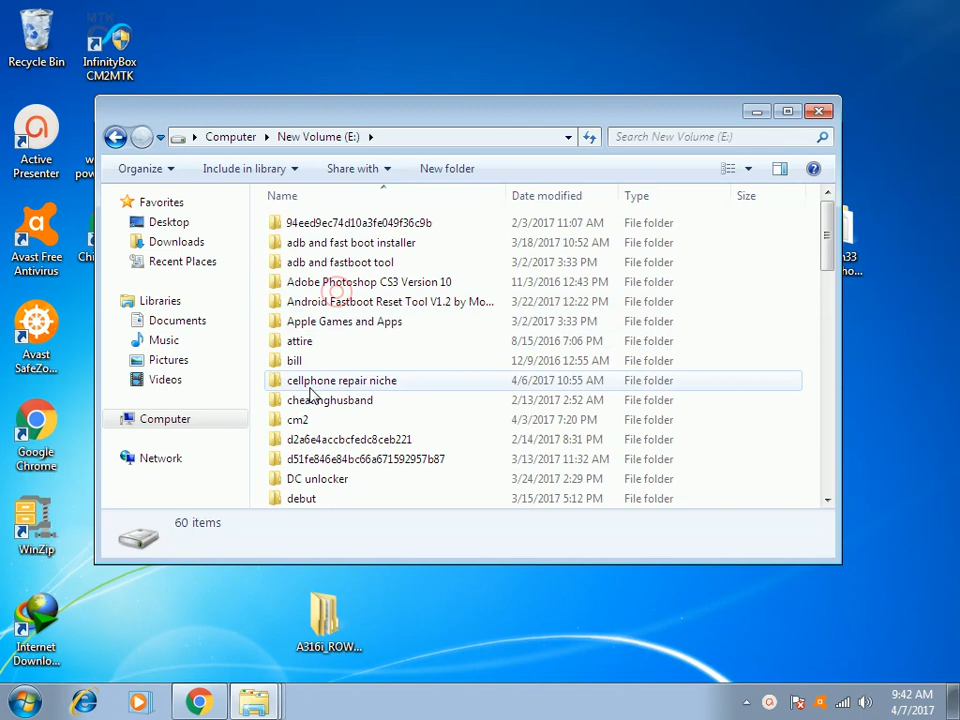 Recycle Bin
MTK
InfinityBox
CM2MTK
Active
Presenter
Avast Free
Antivirus
Avast
SafeZo...
Google
Chrome
WinZip
Internet
Downlo...
Computer
New Volume (E:)
Search New Volume (E:)
Organize
Include in library
Share with
New folder
Favorites
Desktop
Downloads
Recent Places
Libraries
Documents
Music
Pictures
Videos
Computer
Network
Name Date modified Type Size
94eed9ec74d10a3fe049f36c9b 2/3/2017 11:07 AM File folder
adb and fast boot installer 3/18/2017 10:52 AM File folder
adb and fastboot tool 3/2/2017 3:33 PM File folder
Adobe Photoshop CS3 Version 10 11/3/2016 12:43 PM File folder
Android Fastboot Reset Tool V1.2 by Mo... 3/22/2017 12:22 PM File folder
Apple Games and Apps 3/2/2017 3:33 PM File folder
attire 8/15/2016 7:06 PM File folder
bill 12/9/2016 12:55 AM File folder
cellphone repair niche 4/6/2017 10:55 AM File folder
cheatinghusband 2/13/2017 2:52 AM File folder
cm2 4/3/2017 7:20 PM File folder
d2a6e4accbcfedc8ceb221 2/14/2017 8:31 PM File folder
d51fe846e84bc66a671592957b87 3/13/2017 11:32 AM File folder
DC unlocker 3/24/2017 2:29 PM File folder
debut 3/15/2017 5:12 PM File folder
60 items
A316i_ROW...
9:42 AM
4/7/2017